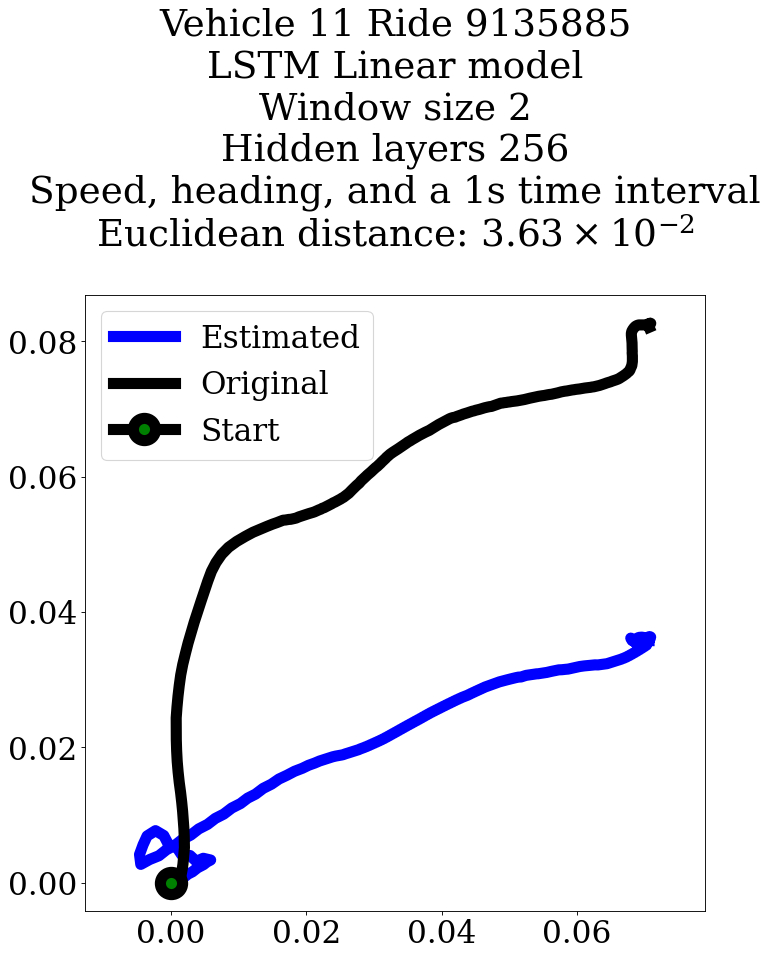 Vehicle 11 Ride 9135885
LSTM Linear model
Window size 2
Hidden layers 256
Speed, heading, and a 1s time interval
Euclidean distance: 3.63 × 10⁻²
Estimated
Original
Start
0.08
0.06
0.04
0.02
0.00
0.00 0.02 0.04 0.06